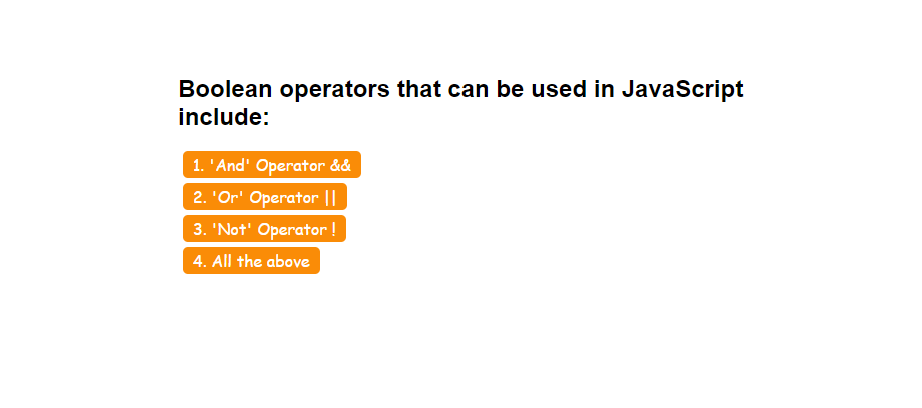 Boolean operators that can be used in JavaScript
include:
1. 'And' Operator &&
2. 'Or' Operator ||
3. 'Not' Operator !
4. All the above